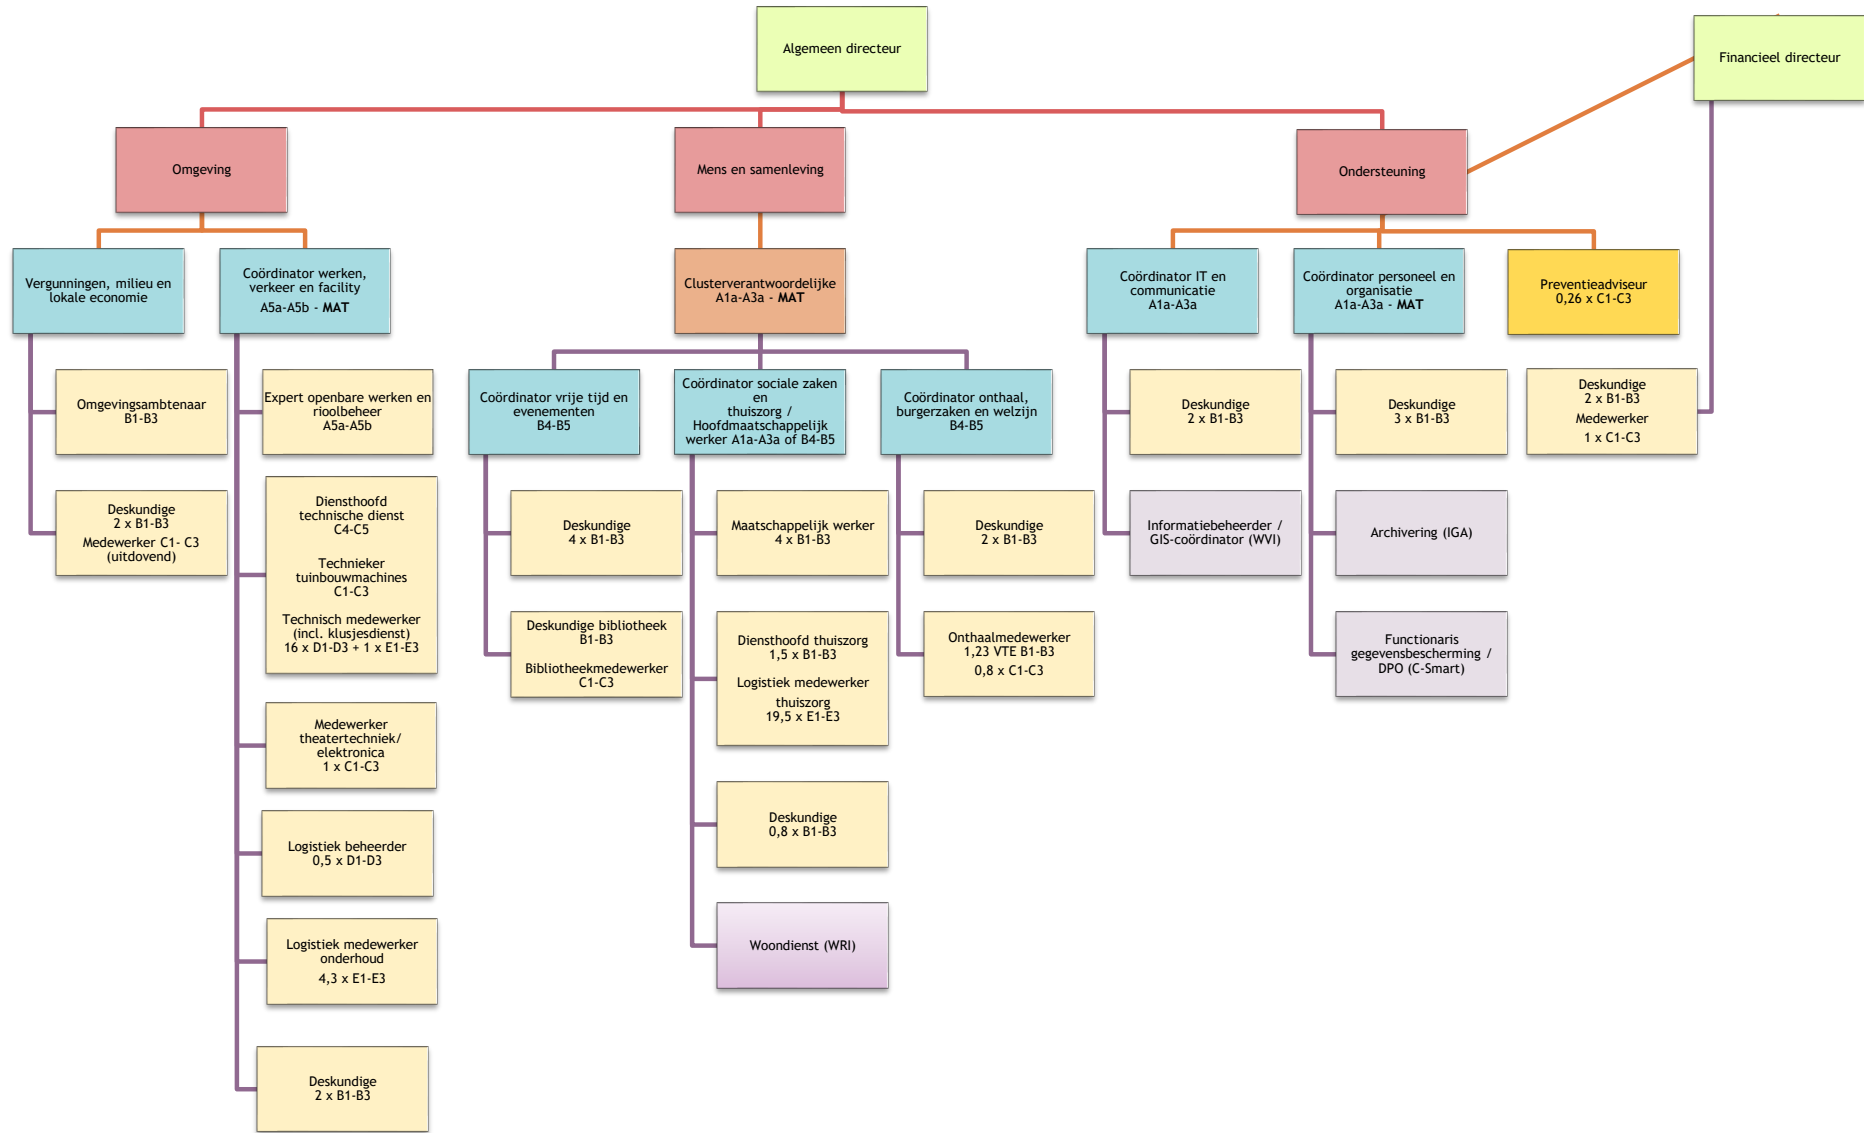 Algemeen directeur
Financieel directeur
Omgeving
Mens en samenleving
Ondersteuning
Vergunningen, milieu en
lokale economie
Coördinator werken,
verkeer en facility
A5a-A5b - MAT
Clusterverantwoordelijke
A1a-A3a - MAT
Coördinator IT en
communicatie
A1a-A3a
Coördinator personeel en
organisatie
A1a-A3a - MAT
Preventieadviseur
0,26 x C1-C3
Omgevingsambtenaar
B1-B3
Expert openbare werken en
rioolbeheer
A5a-A5b
Coördinator vrije tijd en
evenementen
B4-B5
Coördinator sociale zaken
en
thuiszorg /
Hoofdmaatschappelijk
werker A1a-A3a of B4-B5
Coördinator onthaal,
burgerzaken en welzijn
B4-B5
Deskundige
2 x B1-B3
Deskundige
3 x B1-B3
Deskundige
2 x B1-B3
Medewerker
1 x C1-C3
Deskundige
2 x B1-B3
Medewerker C1- C3
(uitdovend)
Diensthoofd
technische dienst
C4-C5
Technieker
tuinbouwmachines
C1-C3
Technisch medewerker
(incl. klusjesdienst)
16 x D1-D3 + 1 x E1-E3
Deskundige
4 x B1-B3
Maatschappelijk werker
4 x B1-B3
Deskundige
2 x B1-B3
Informatiebeheerder /
GIS-coördinator (WVI)
Archivering (IGA)
Deskundige bibliotheek
B1-B3
Bibliotheekmedewerker
C1-C3
Diensthoofd thuiszorg
1,5 x B1-B3
Logistiek medewerker
thuiszorg
19,5 x E1-E3
Onthaalmedewerker
1,23 VTE B1-B3
0,8 x C1-C3
Functionaris
gegevensbescherming /
DPO (C-Smart)
Medewerker
theatertechniek/
elektronica
1 x C1-C3
Deskundige
0,8 x B1-B3
Logistiek beheerder
0,5 x D1-D3
Logistiek medewerker
onderhoud
4,3 x E1-E3
Woondienst (WRI)
Deskundige
2 x B1-B3